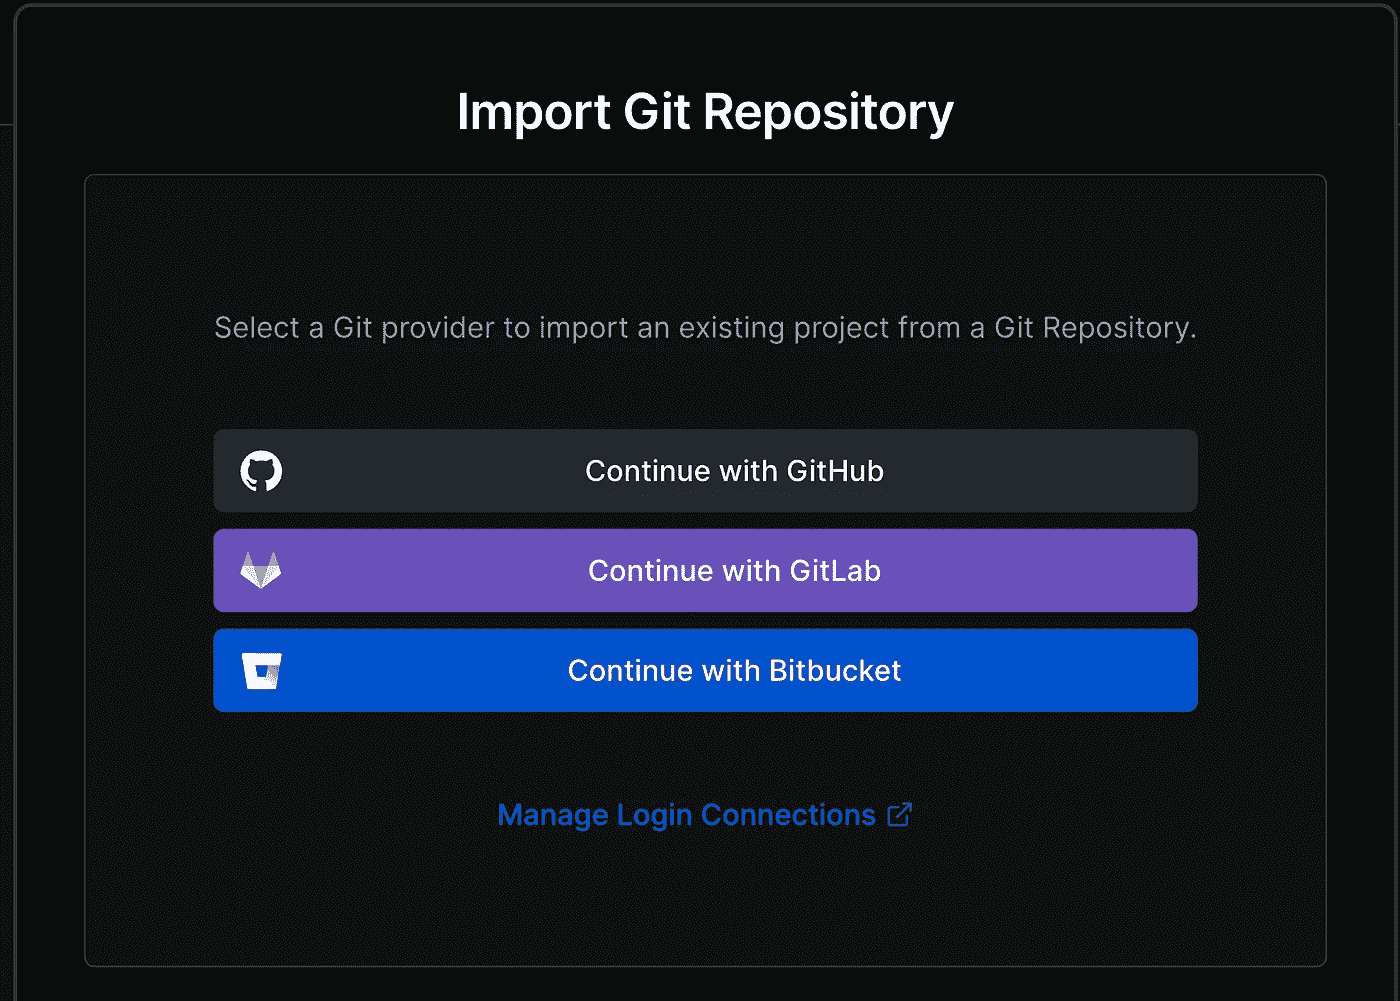 Import Git Repository
Select a Git provider to import an existing project from a Git Repository.
Continue with GitHub
Continue with GitLab
Continue with Bitbucket
Manage Login Connections